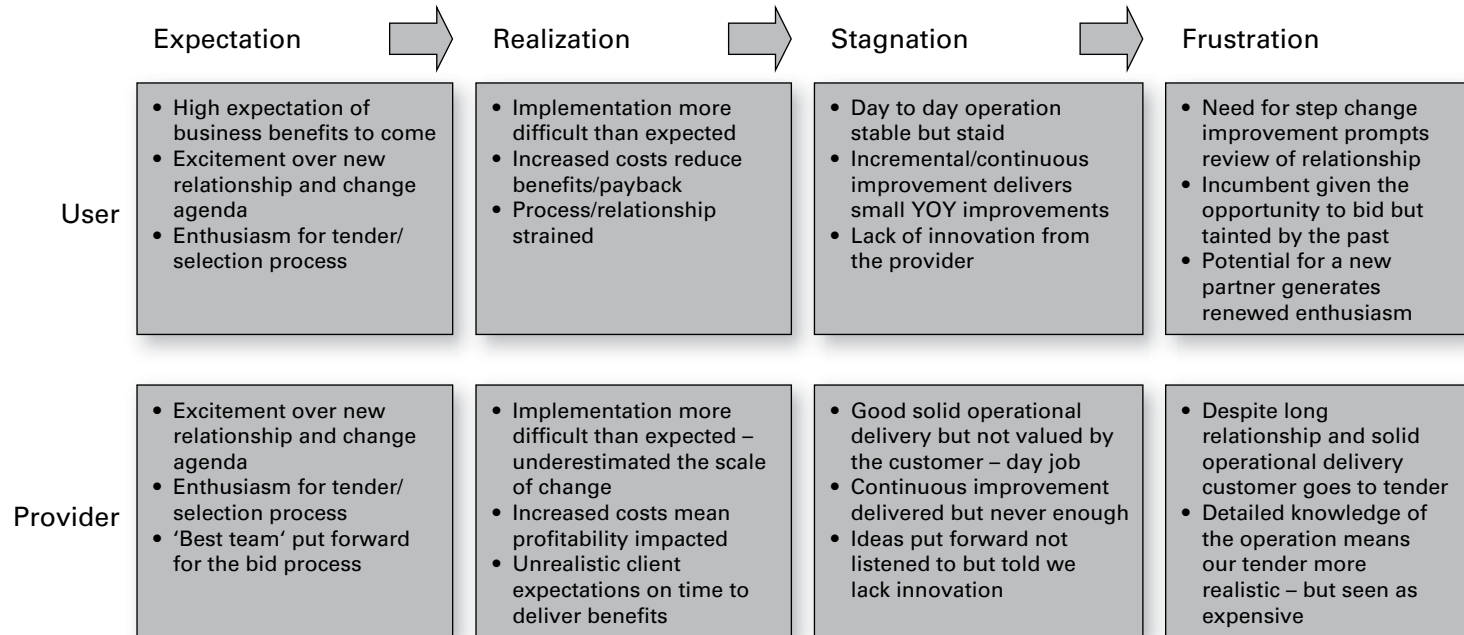 Expectation
Realization
Stagnation
Frustration
User
• High expectation of
business benefits to come
• Excitement over new
relationship and change
agenda
• Enthusiasm for tender/
selection process
• Implementation more
difficult than expected
• Increased costs reduce
benefits/payback
• Process/relationship
strained
• Day to day operation
stable but staid
• Incremental/continuous
improvement delivers
small YOY improvements
• Lack of innovation from
the provider
• Need for step change
improvement prompts
review of relationship
• Incumbent given the
opportunity to bid but
tainted by the past
• Potential for a new
partner generates
renewed enthusiasm
Provider
• Excitement over new
relationship and change
agenda
• Enthusiasm for tender/
selection process
• ‘Best team‘ put forward
for the bid process
• Implementation more
difficult than expected –
underestimated the scale
of change
• Increased costs mean
profitability impacted
• Unrealistic client
expectations on time to
deliver benefits
• Good solid operational
delivery but not valued by
the customer – day job
• Continuous improvement
delivered but never enough
• Ideas put forward not
listened to but told we
lack innovation
• Despite long
relationship and solid
operational delivery
customer goes to tender
• Detailed knowledge of
the operation means
our tender more
realistic – but seen as
expensive